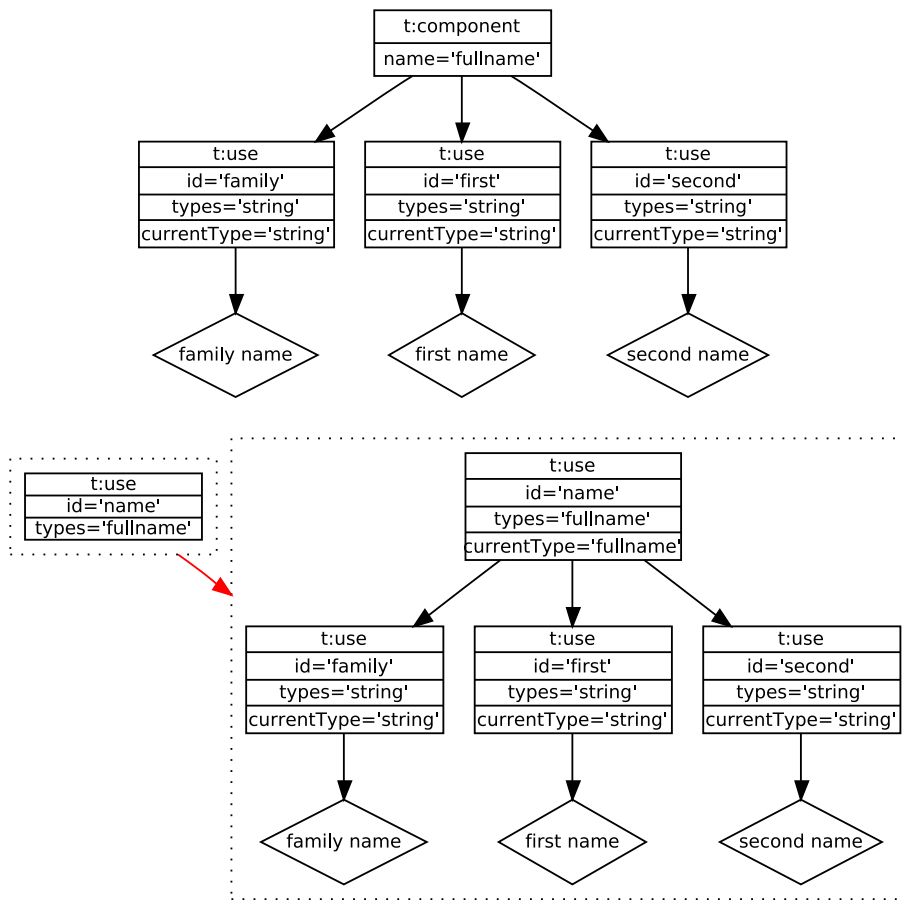 t:component
name='fullname'
t:use
id='family'
types='string'
currentType='string'
t:use
id='first'
types='string'
currentType='string'
t:use
id='second'
types='string'
currentType='string'
family name
first name
second name
t:use
id='name'
types='fullname'
t:use
id='name'
types='fullname'
currentType='fullname'
t:use
id='family'
types='string'
currentType='string'
t:use
id='first'
types='string'
currentType='string'
t:use
id='second'
types='string'
currentType='string'
family name
first name
second name